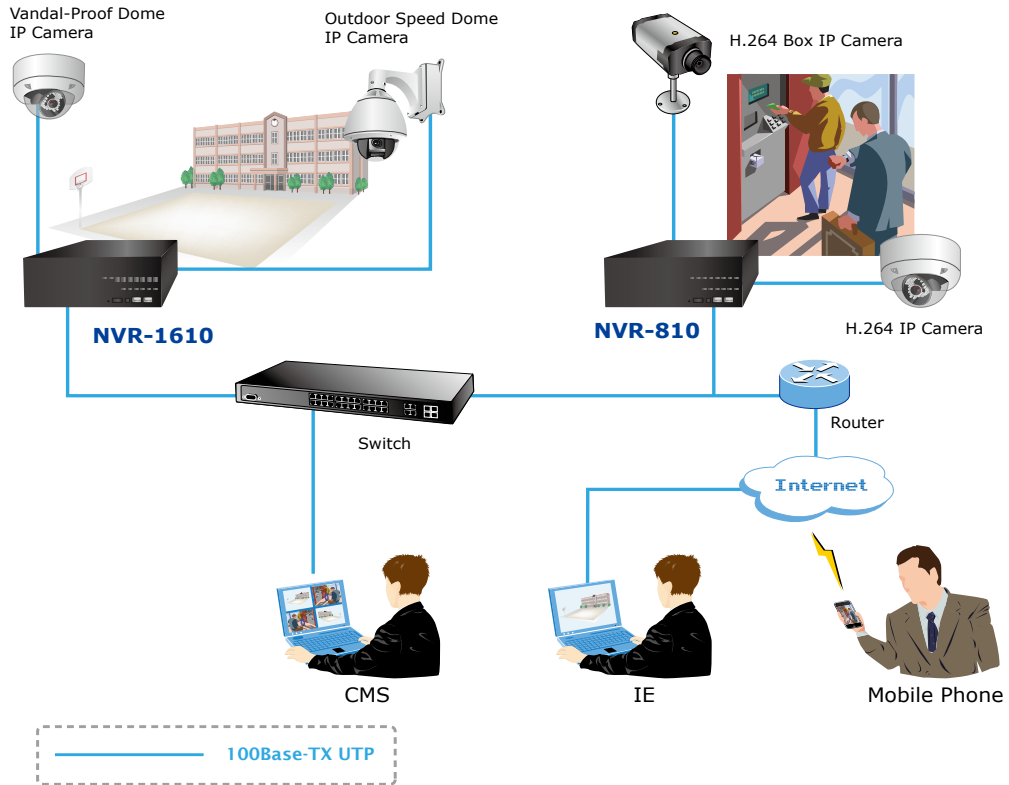 Vandal-Proof Dome
IP Camera
Outdoor Speed Dome
IP Camera
H.264 Box IP Camera
NVR-1610
NVR-810
H.264 IP Camera
Switch
Router
Internet
CMS
IE
Mobile Phone
100Base-TX UTP